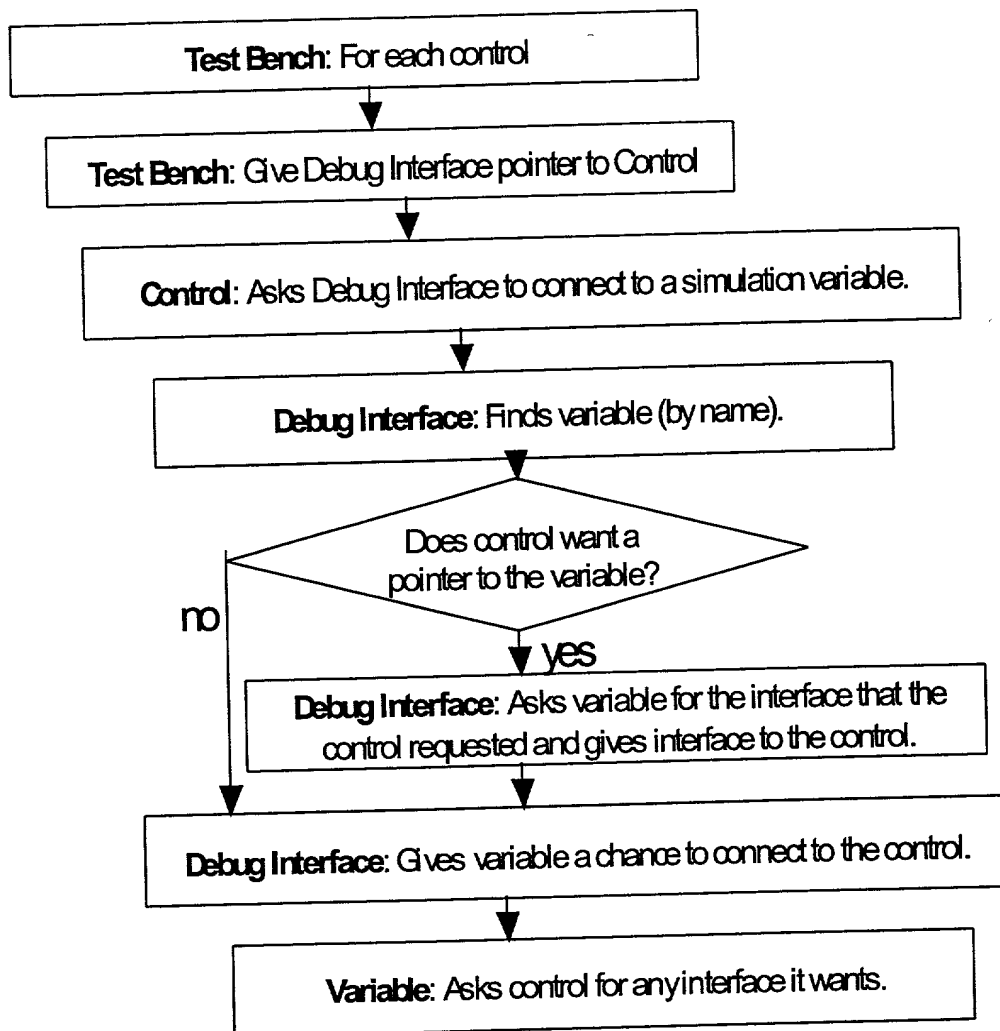 Test Bench: For each control
Test Bench: Give Debug Interface pointer to Control
Control: Asks Debug Interface to connect to a simulation variable.
Debug Interface: Finds variable (by name).
Does control want a
pointer to the variable?
no
yes
Debug Interface: Asks variable for the interface that the
control requested and gives interface to the control.
Debug Interface: Gives variable a chance to connect to the control.
Variable: Asks control for any interface it wants.